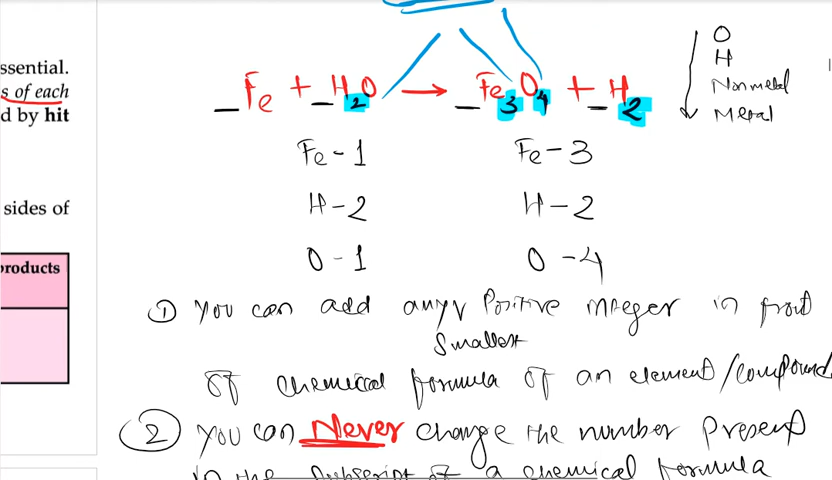 ssential.
s of each
d by hit
sides of
products
_Fe + _H2O → _Fe3O4 + _H2
O
H
Nonmetal
Metal
Fe-1 Fe-3
H-2 H-2
O-1 O-4
① You can add any Positive integer in front
Smallest
of chemical formula of an element/compound
② You can Never change the number Present
in the Subscript of a chemical formula